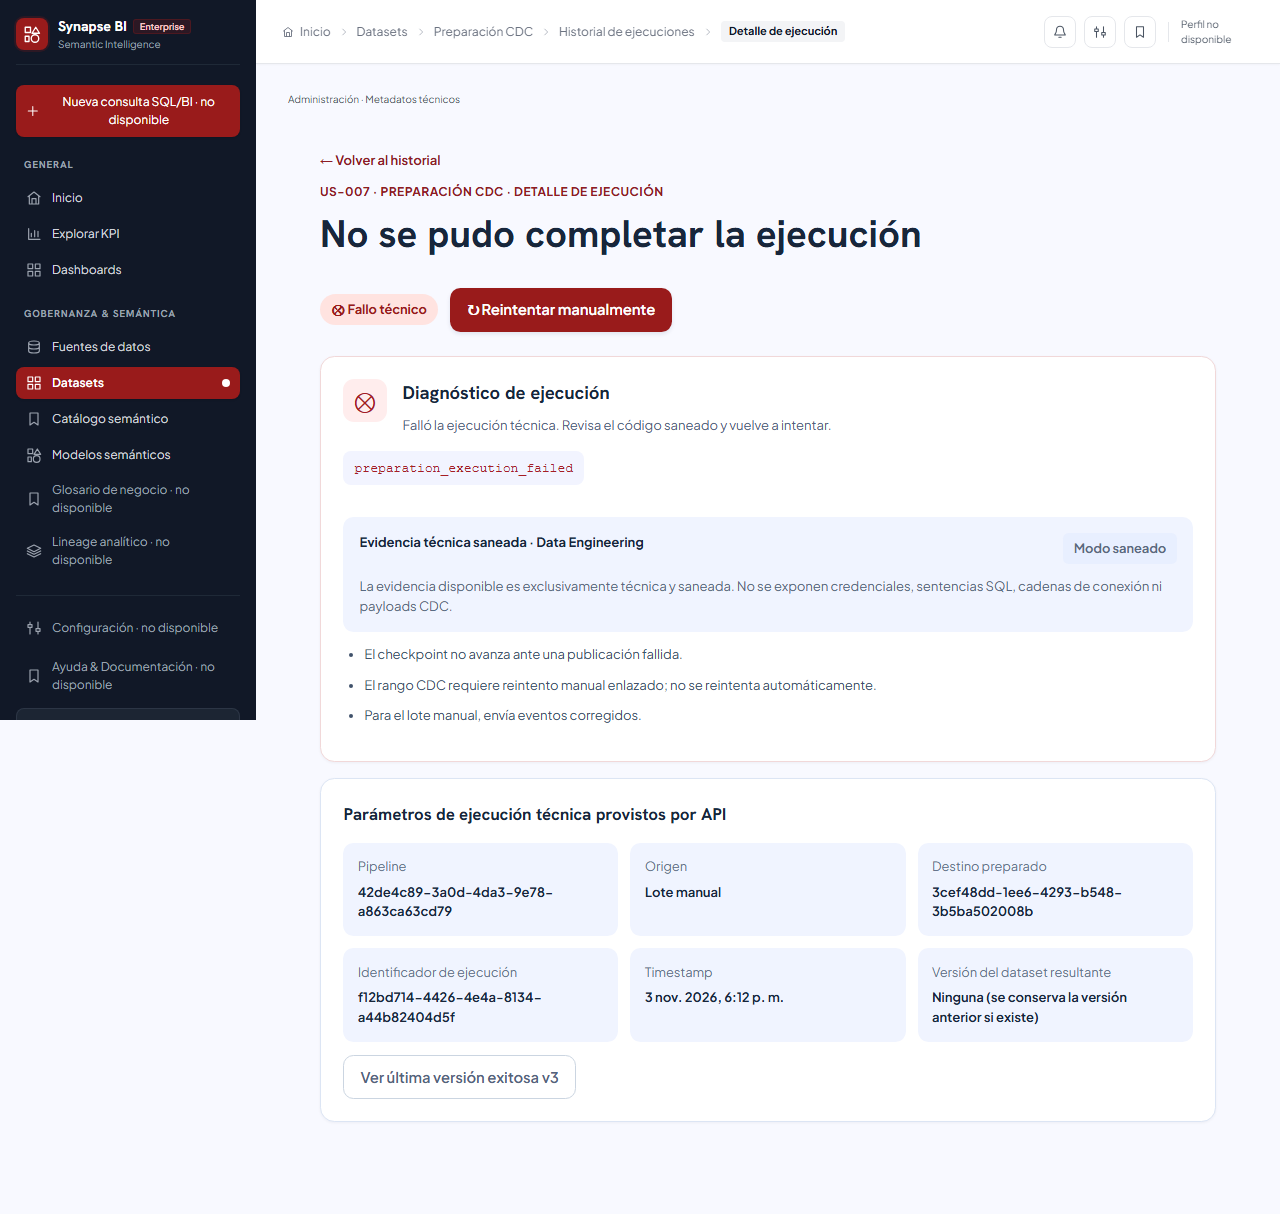 Synapse BI
Enterprise
Semantic Intelligence
Nueva consulta SQL/BI · no
disponible
GENERAL
Inicio
Explorar KPI
Dashboards
GOBERNANZA & SEMÁNTICA
Fuentes de datos
Datasets
Catálogo semántico
Modelos semánticos
Glosario de negocio · no
disponible
Lineage analítico · no
disponible
Configuración · no disponible
Ayuda & Documentación · no
disponible
Inicio
Datasets
Preparación CDC
Historial de ejecuciones
Detalle de ejecución
Perfil no
disponible
Administración · Metadatos técnicos
← Volver al historial
US-007 · PREPARACIÓN CDC · DETALLE DE EJECUCIÓN
No se pudo completar la ejecución
⊗ Fallo técnico
↻ Reintentar manualmente
Diagnóstico de ejecución
Falló la ejecución técnica. Revisa el código saneado y vuelve a intentar.
preparation_execution_failed
Evidencia técnica saneada · Data Engineering
Modo saneado
La evidencia disponible es exclusivamente técnica y saneada. No se exponen credenciales, sentencias SQL, cadenas de conexión ni
payloads CDC.
• El checkpoint no avanza ante una publicación fallida.
• El rango CDC requiere reintento manual enlazado; no se reintenta automáticamente.
• Para el lote manual, envía eventos corregidos.
Parámetros de ejecución técnica provistos por API
Pipeline
42de4c89-3a0d-4da3-9e78-
a863ca63cd79
Origen
Lote manual
Destino preparado
3cef48dd-1ee6-4293-b548-
3b5ba502008b
Identificador de ejecución
f12bd714-4426-4e4a-8134-
a44b82404d5f
Timestamp
3 nov. 2026, 6:12 p. m.
Versión del dataset resultante
Ninguna (se conserva la versión
anterior si existe)
Ver última versión exitosa v3